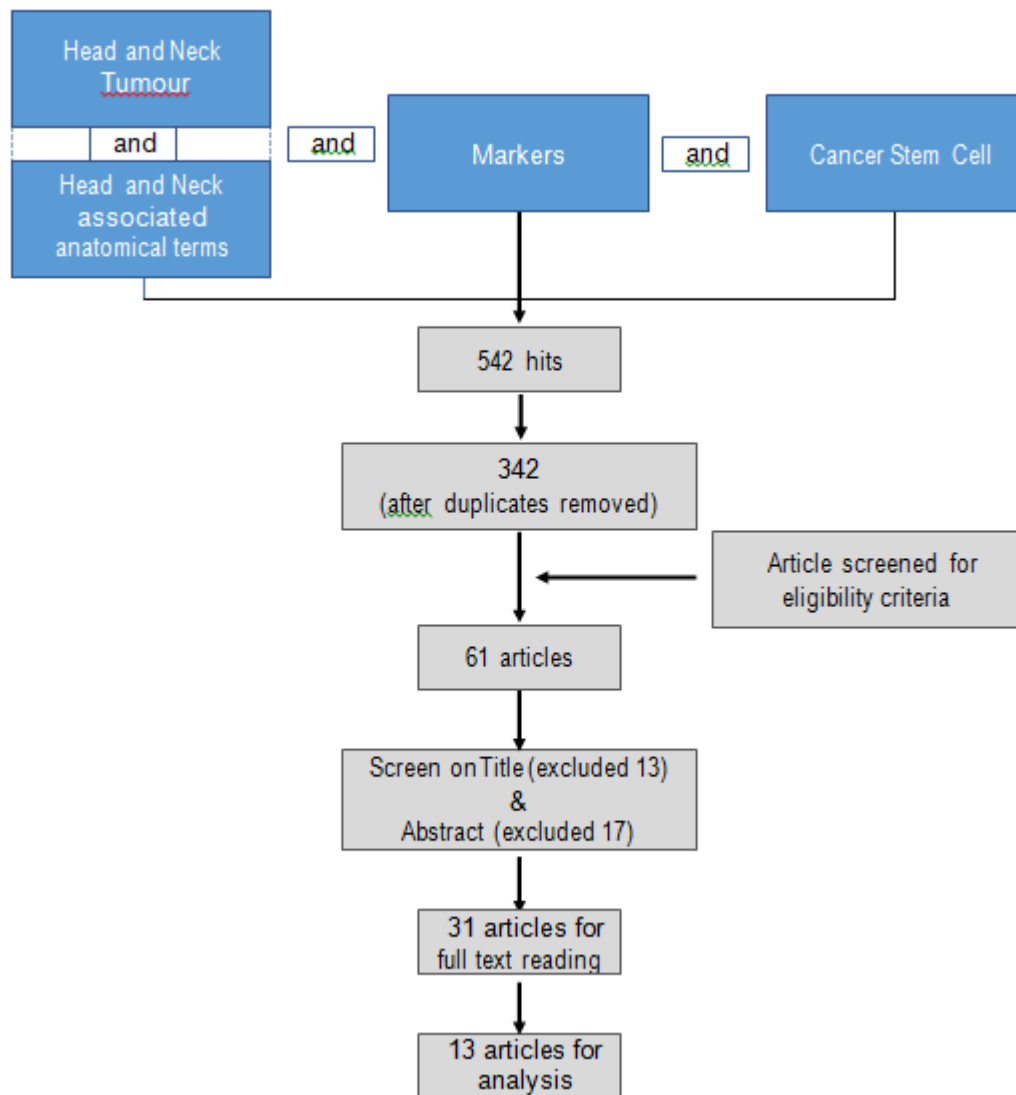 Head and Neck
Tumour
and
Head and Neck
associated
anatomical terms
and
Markers
and
Cancer Stem Cell
542 hits
342
(after duplicates removed)
Article screened for
eligibility criteria
61 articles
Screen on Title (excluded 13)
&
Abstract (excluded 17)
31 articles for
full text reading
13 articles for
analysis